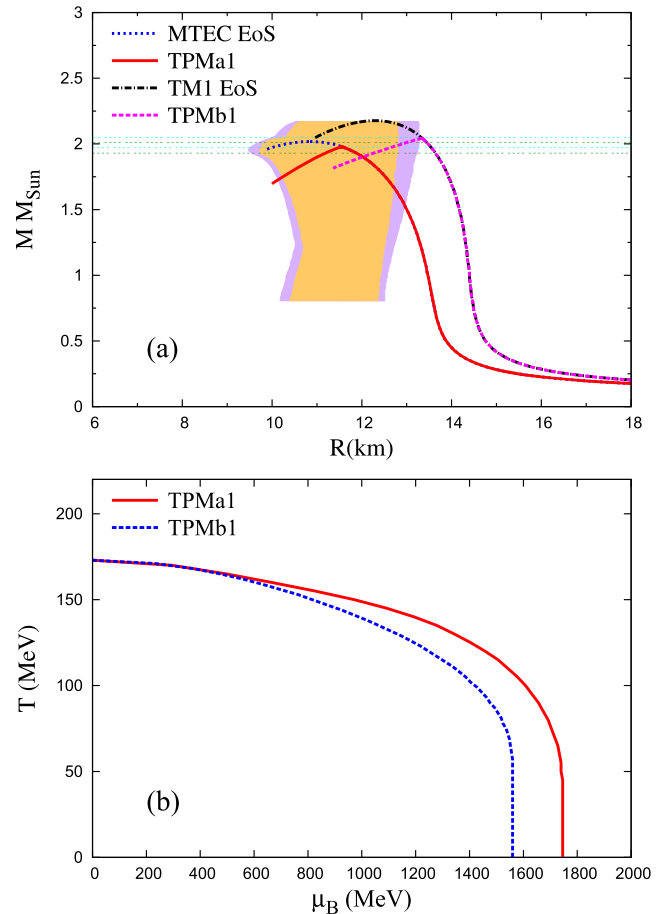 3
2.5
2
1.5
1
0.5
0
M M_Sun
MTEC EoS
TPMa1
TM1 EoS
TPMb1
(a)
6 8 10 12 14 16 18
R(km)
200
150
100
50
0
T (MeV)
TPMa1
TPMb1
(b)
0 200 400 600 800 1000 1200 1400 1600 1800 2000
μ_B (MeV)